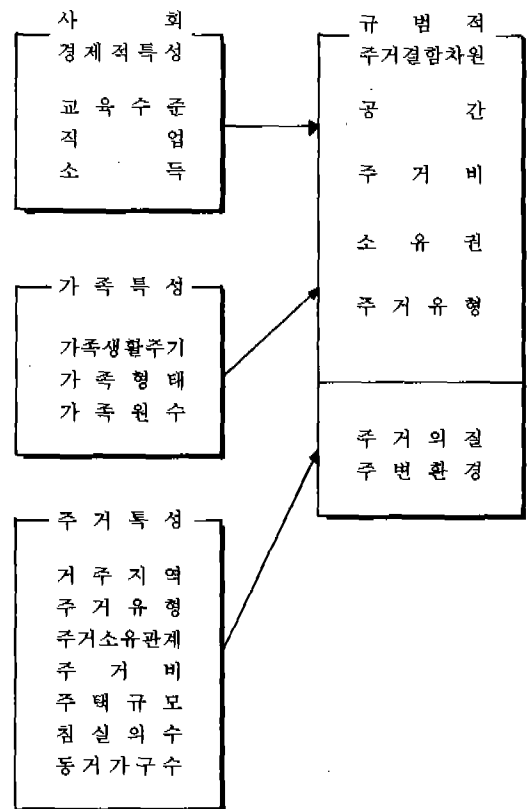 사 회
경제적특성
교육수준
직 업
소 득
가족특성
가족생활주기
가족형태
가족원수
주거특성
거주지역
주거유형
주거소유관계
주 거 비
주택규모
침실의수
동거가구수
규 범 적
주거결함차원
공 간
주 거 비
소 유 권
주거유형
주거의질
주변환경